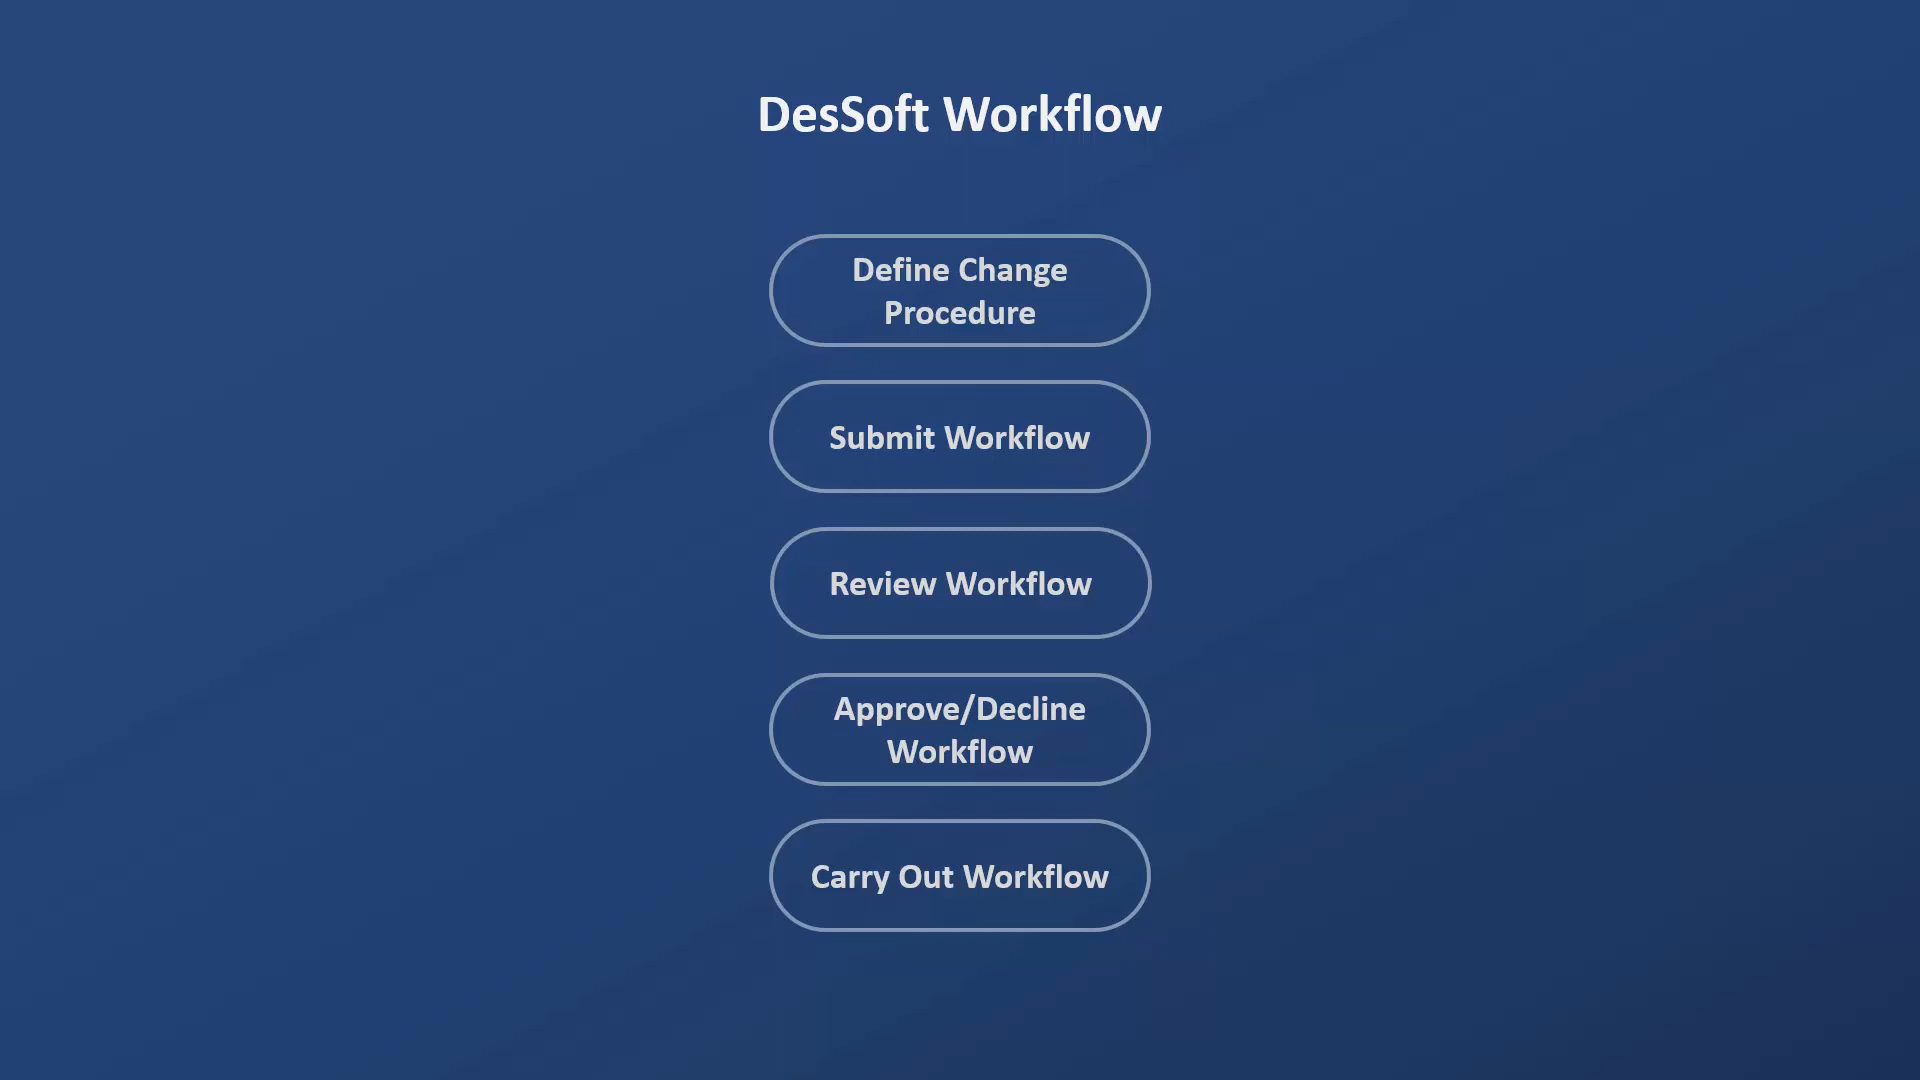 DesSoft Workflow
Define Change
Procedure
Submit Workflow
Review Workflow
Approve/Decline
Workflow
Carry Out Workflow